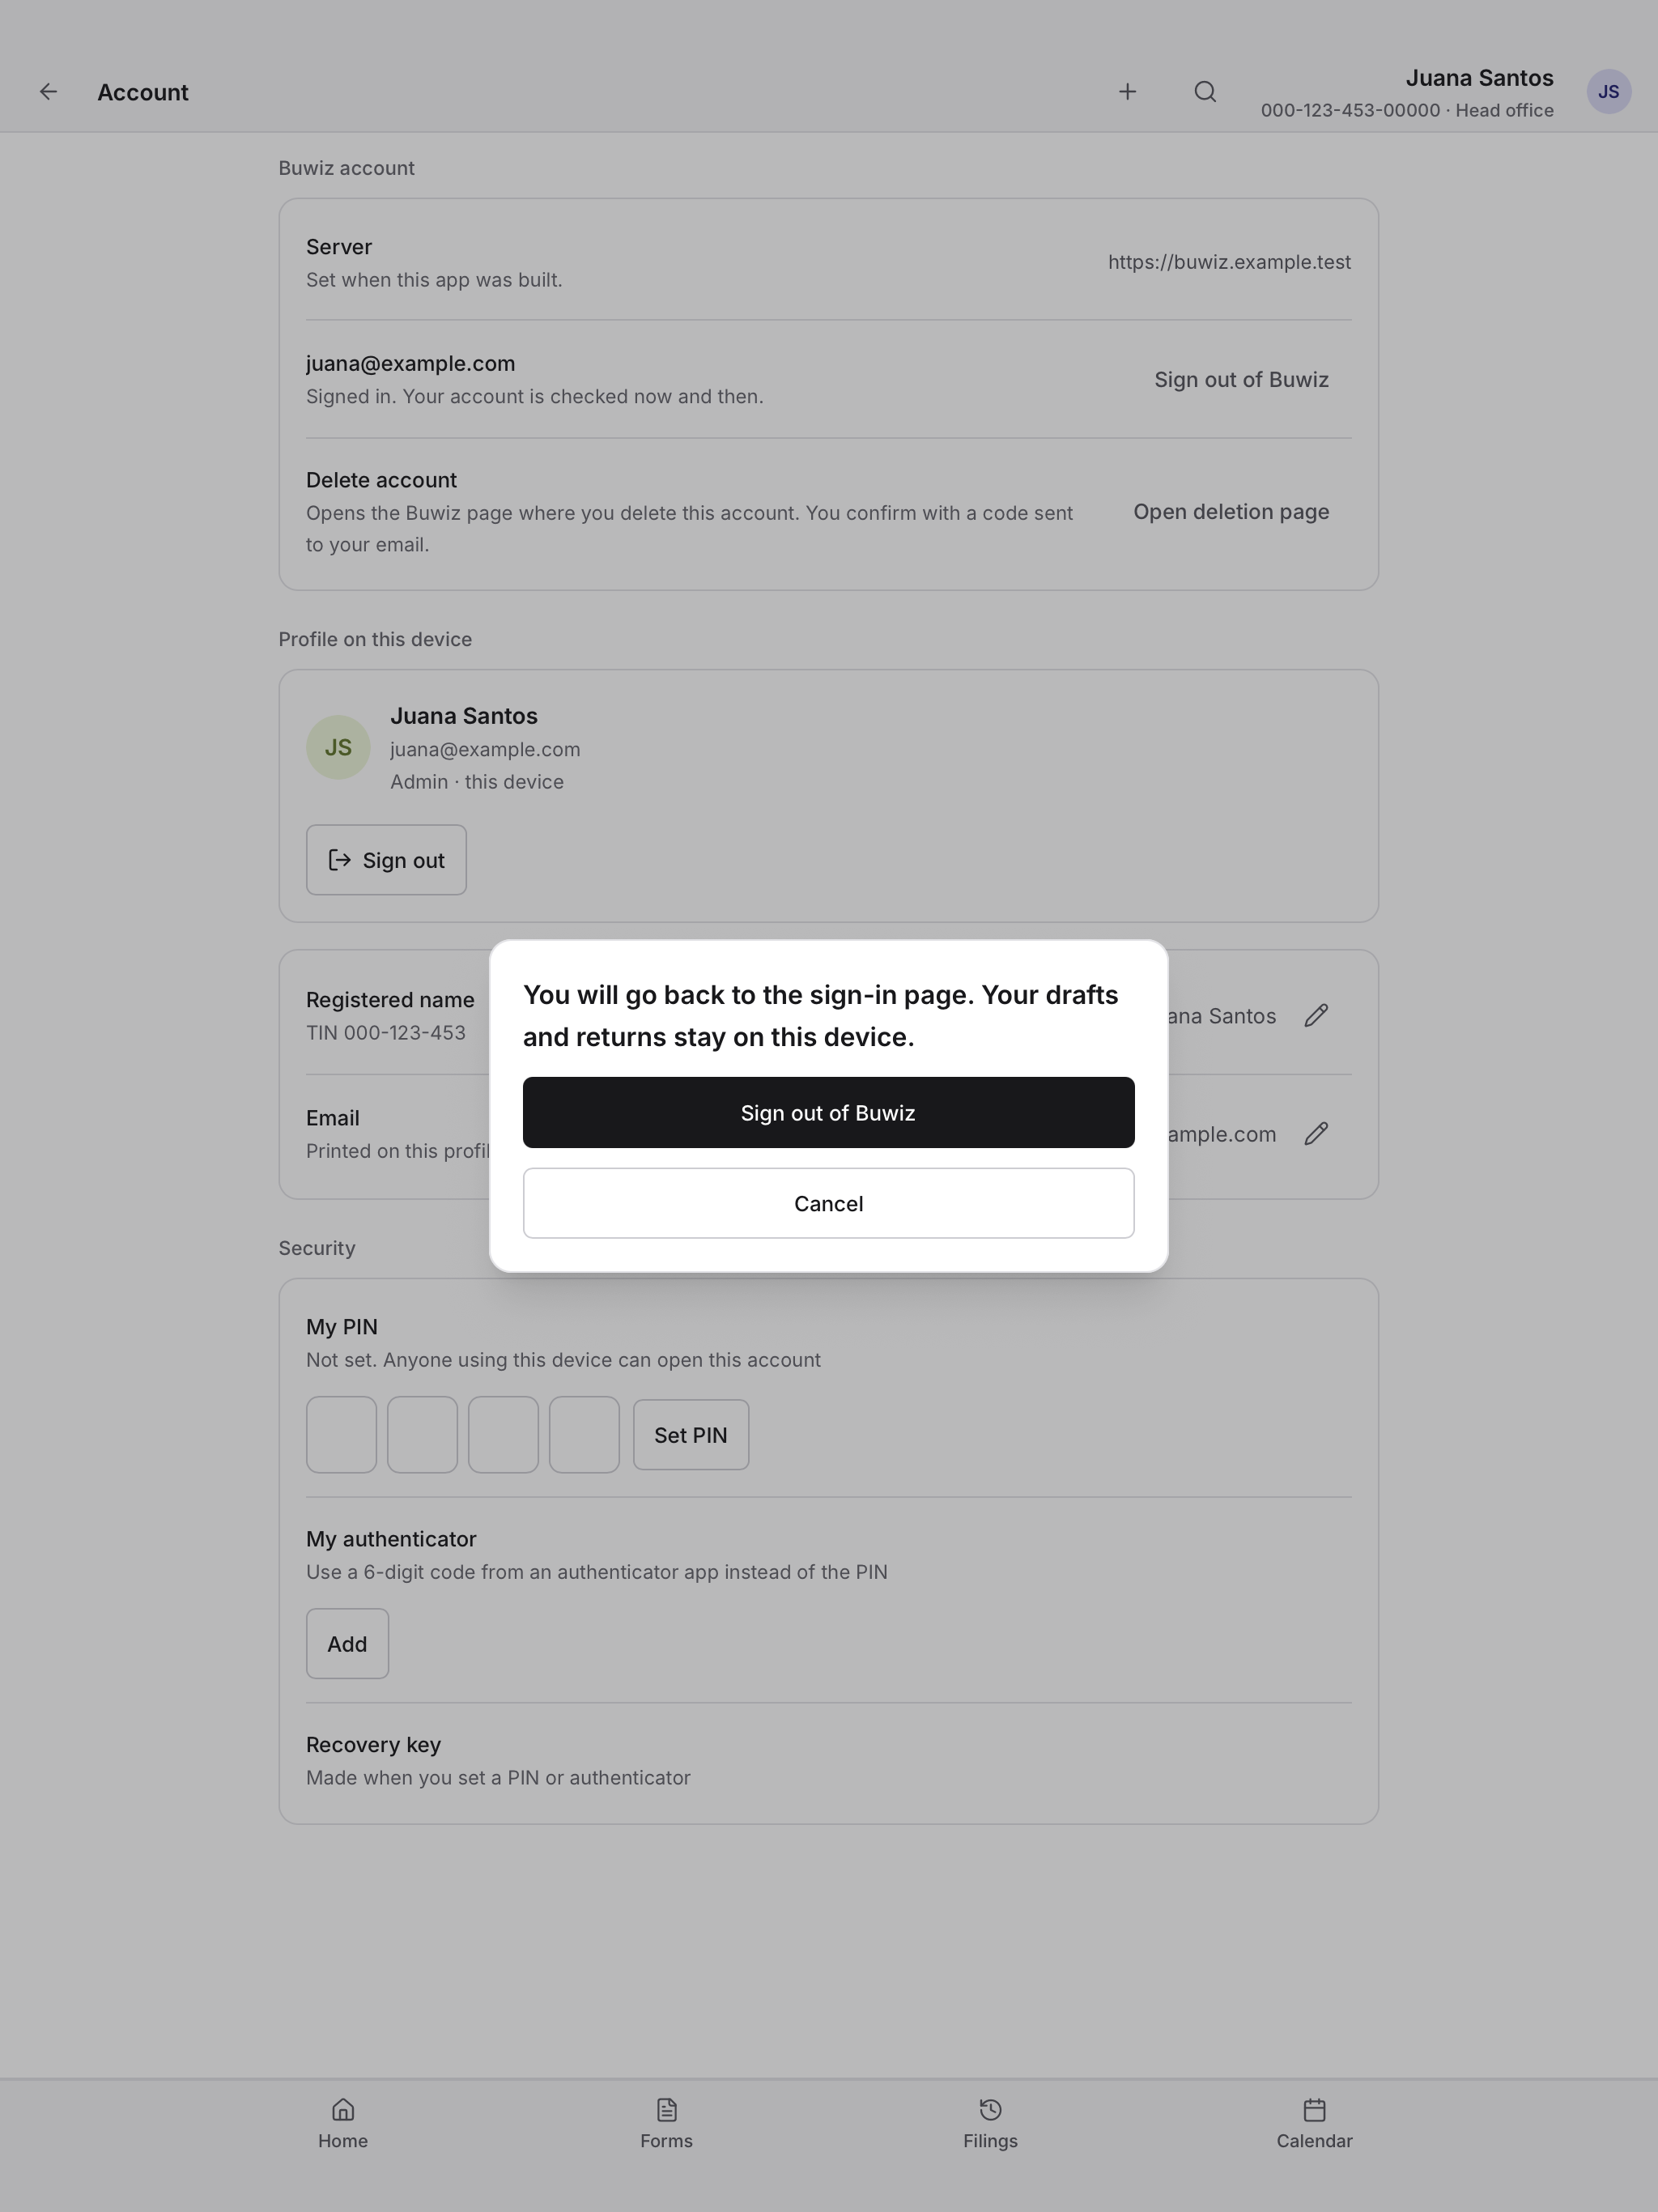 Account
Juana Santos
000-123-453-00000 · Head office
JS
Buwiz account
Server
Set when this app was built.
https://buwiz.example.test
juana@example.com
Signed in. Your account is checked now and then.
Sign out of Buwiz
Delete account
Opens the Buwiz page where you delete this account. You confirm with a code sent
to your email.
Open deletion page
Profile on this device
JS
Juana Santos
juana@example.com
Admin · this device
Sign out
Registered name
TIN 000-123-453
Santos
You will go back to the sign-in page. Your drafts
and returns stay on this device.
Sign out of Buwiz
Cancel
Email
Printed on this
Security
My PIN
Not set. Anyone using this device can open this account
Set PIN
My authenticator
Use a 6-digit code from an authenticator app instead of the PIN
Add
Recovery key
Made when you set a PIN or authenticator
Home
Forms
Filings
Calendar